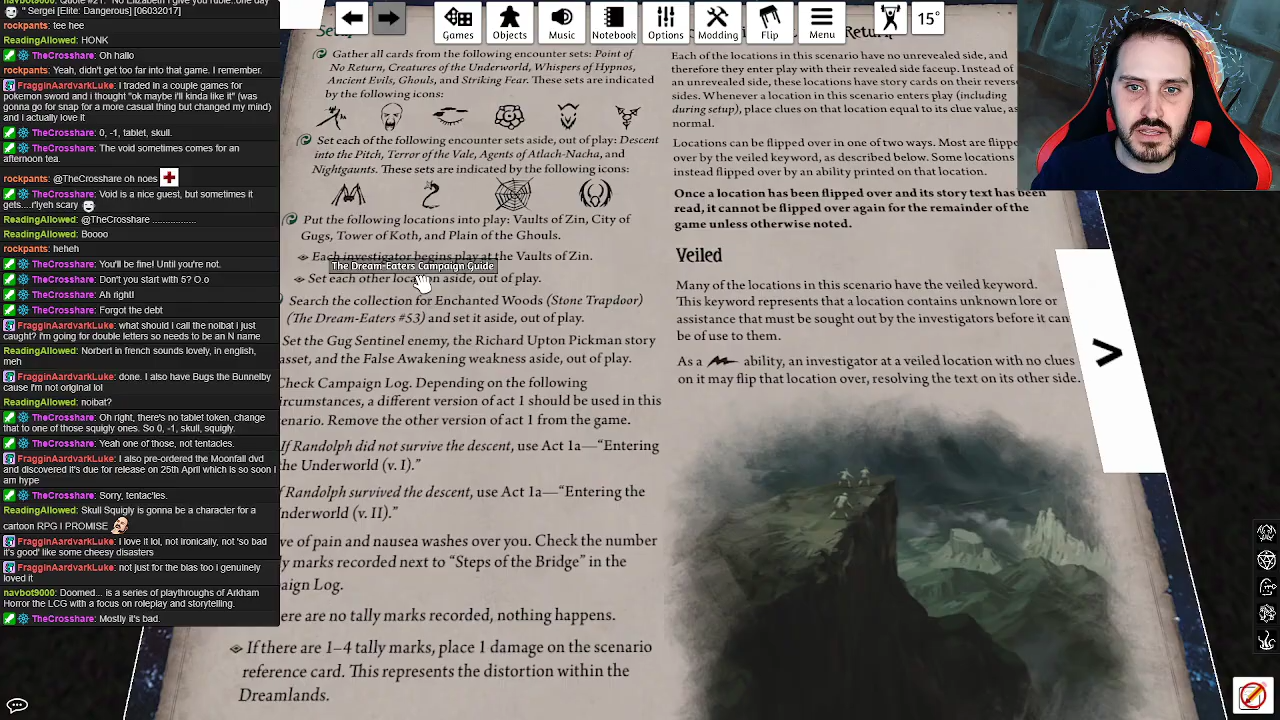 navbot9000: Quote #21: "No Elizabeth I give you rubie..one day
" Sergei [Elite: Dangerous] [06032017]
rockpants: tee hee
ReadingAllowed: HONK
TheCrosshare: Oh hallo
rockpants: Yeah, didn't get too far into that game. I remember.
FragginAardvarkLuke: I traded in a couple games for
pokemon sword and i thought "ok maybe i'll kinda like it" (was
gonna go for snap for a more casual thing but changed my mind)
and I actually love it
TheCrosshare: 0, -1, tablet, skull.
TheCrosshare: The void sometimes comes for an
afternoon tea.
rockpants: @TheCrosshare oh noes
TheCrosshare: Void is a nice guest, but sometimes it
gets....r'lyeh scary
ReadingAllowed: @TheCrosshare .................
ReadingAllowed: Boooo
rockpants: heheh
TheCrosshare: You'll be fine! Until you're not.
TheCrosshare: Don't you start with 5? O.o
TheCrosshare: Ah right!
TheCrosshare: Forgot the debt
FragginAardvarkLuke: what should i call the noibat i just
caught? i'm going for double letters so needs to be an N name
ReadingAllowed: Norbert in french sounds lovely, in english,
meh
FragginAardvarkLuke: done. I also have Bugs the Bunnelby
cause i'm not original lol
ReadingAllowed: noibat?
TheCrosshare: Oh right, there's no tablet token, change
that to one of those squigly ones. So 0, -1, skull, squigly.
TheCrosshare: Yeah one of those, not tentacles.
FragginAardvarkLuke: I also pre-ordered the Moonfall dvd
and discovered it's due for release on 25th April which is so soon i
am hype
TheCrosshare: Sorry, tentac'les.
ReadingAllowed: Skull Squigly is gonna be a character for a
cartoon RPG I PROMISE
FragginAardvarkLuke: i love it lol, not ironically, not 'so bad
it's good' like some cheesy disasters
FragginAardvarkLuke: not just for the blas too i genuinely
loved it
navbot9000: Doomed... is a series of playthroughs of Arkham
Horror the LCG with a focus on roleplay and storytelling.
TheCrosshare: Mostly it's bad.
Games
Objects
Music
Notebook
Options
Modding
Flip
Menu
15°
Setup
Gather all cards from the following encounter sets: Point of
No Return, Creatures of the Underworld, Whispers of Hypnos,
Ancient Evils, Ghouls, and Striking Fear. These sets are indicated
by the following icons:
Set each of the following encounter sets aside, out of play: Descent
into the Pitch, Terror of the Vale, Agents of Atlach-Nacha, and
Nightgaunts. These sets are indicated by the following icons:
Put the following locations into play: Vaults of Zin, City of
Gugs, Tower of Koth, and Plain of the Ghouls.
Each investigator begins play at the Vaults of Zin.
The Dream-Eaters Campaign Guide
Set each other location aside, out of play.
Search the collection for Enchanted Woods (Stone Trapdoor)
(The Dream-Eaters #53) and set it aside, out of play.
Set the Gug Sentinel enemy, the Richard Upton Pickman story
asset, and the False Awakening weakness aside, out of play.
Check Campaign Log. Depending on the following
ircumstances, a different version of act 1 should be used in this
enario. Remove the other version of act 1 from the game.
If Randolph did not survive the descent, use Act 1a—"Entering
the Underworld (v. I)."
f Randolph survived the descent, use Act 1a—"Entering the
nderworld (v. II)."
ve of pain and nausea washes over you. Check the number
y marks recorded next to "Steps of the Bridge" in the
aign Log.
ere are no tally marks recorded, nothing happens.
If there are 1–4 tally marks, place 1 damage on the scenario
reference card. This represents the distortion within the
Dreamlands.
Return
Each of the locations in this scenario have no unrevealed side, and
therefore they enter play with their revealed side faceup. Instead of
an unrevealed side, these locations have story cards on their revers
sides. Whenever a location in this scenario enters play (including
during setup), place clues on that location equal to its clue value, as
normal.
Locations can be flipped over in one of two ways. Most are flippe
over by the veiled keyword, as described below. Some locations
instead flipped over by an ability printed on that location.
Once a location has been flipped over and its story text has been
read, it cannot be flipped over again for the remainder of the
game unless otherwise noted.
Veiled
Many of the locations in this scenario have the veiled keyword.
This keyword represents that a location contains unknown lore or
assistance that must be sought out by the investigators before it can
be of use to them.
As a ability, an investigator at a veiled location with no clues
on it may flip that location over, resolving the text on its other side.
>